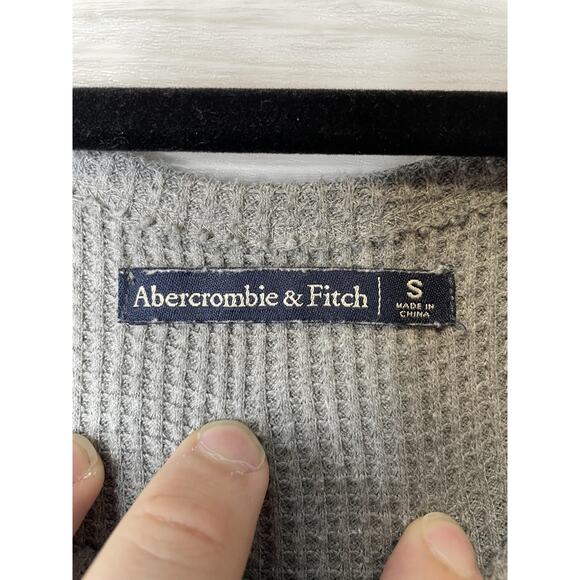 Abercrombie & Fitch
S
MADE IN
CHINA